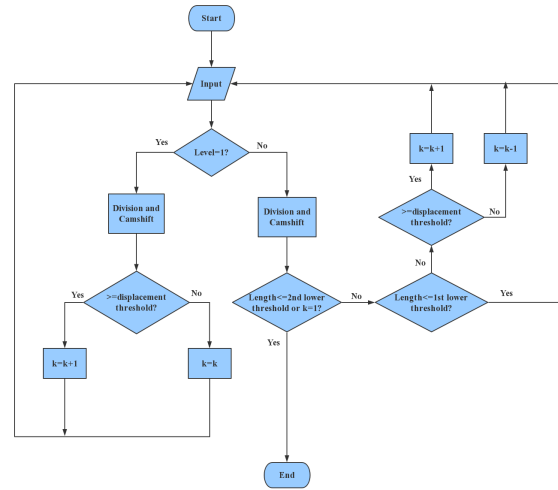 Start
Input
Level=1?
Yes
No
Division and
Camshift
>=displacement
threshold?
Yes
No
k=k+1
k=k
Division and
Camshift
Length<=2nd lower
threshold or k=1?
No
Yes
End
Length<=1st lower
threshold?
Yes
No
>=displacement
threshold?
Yes
No
k=k+1
k=k-1